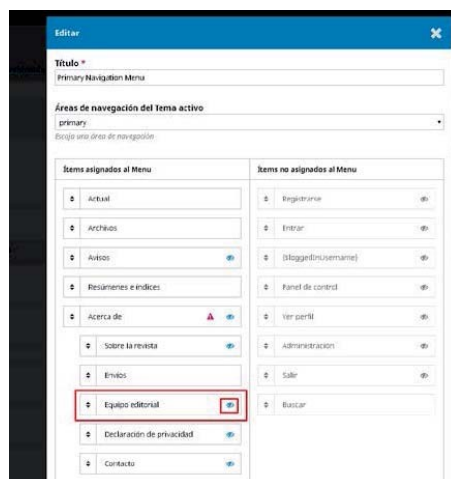 Editar
Título *
Primary Navigation Menu
Áreas de navegación del Tema activo
primary
Escoja una área de navegación
Ítems asignados al Menu
Actual
Archivos
Avisos
Resúmenes e índices
Acerca de
Sobre la revista
Envíos
Equipo editorial
Declaración de privacidad
Contacto
Ítems no asignados al Menu
Registrarse
Entrar
{$loggedInUsername}
Panel de control
Ver perfil
Administración
Salir
Buscar